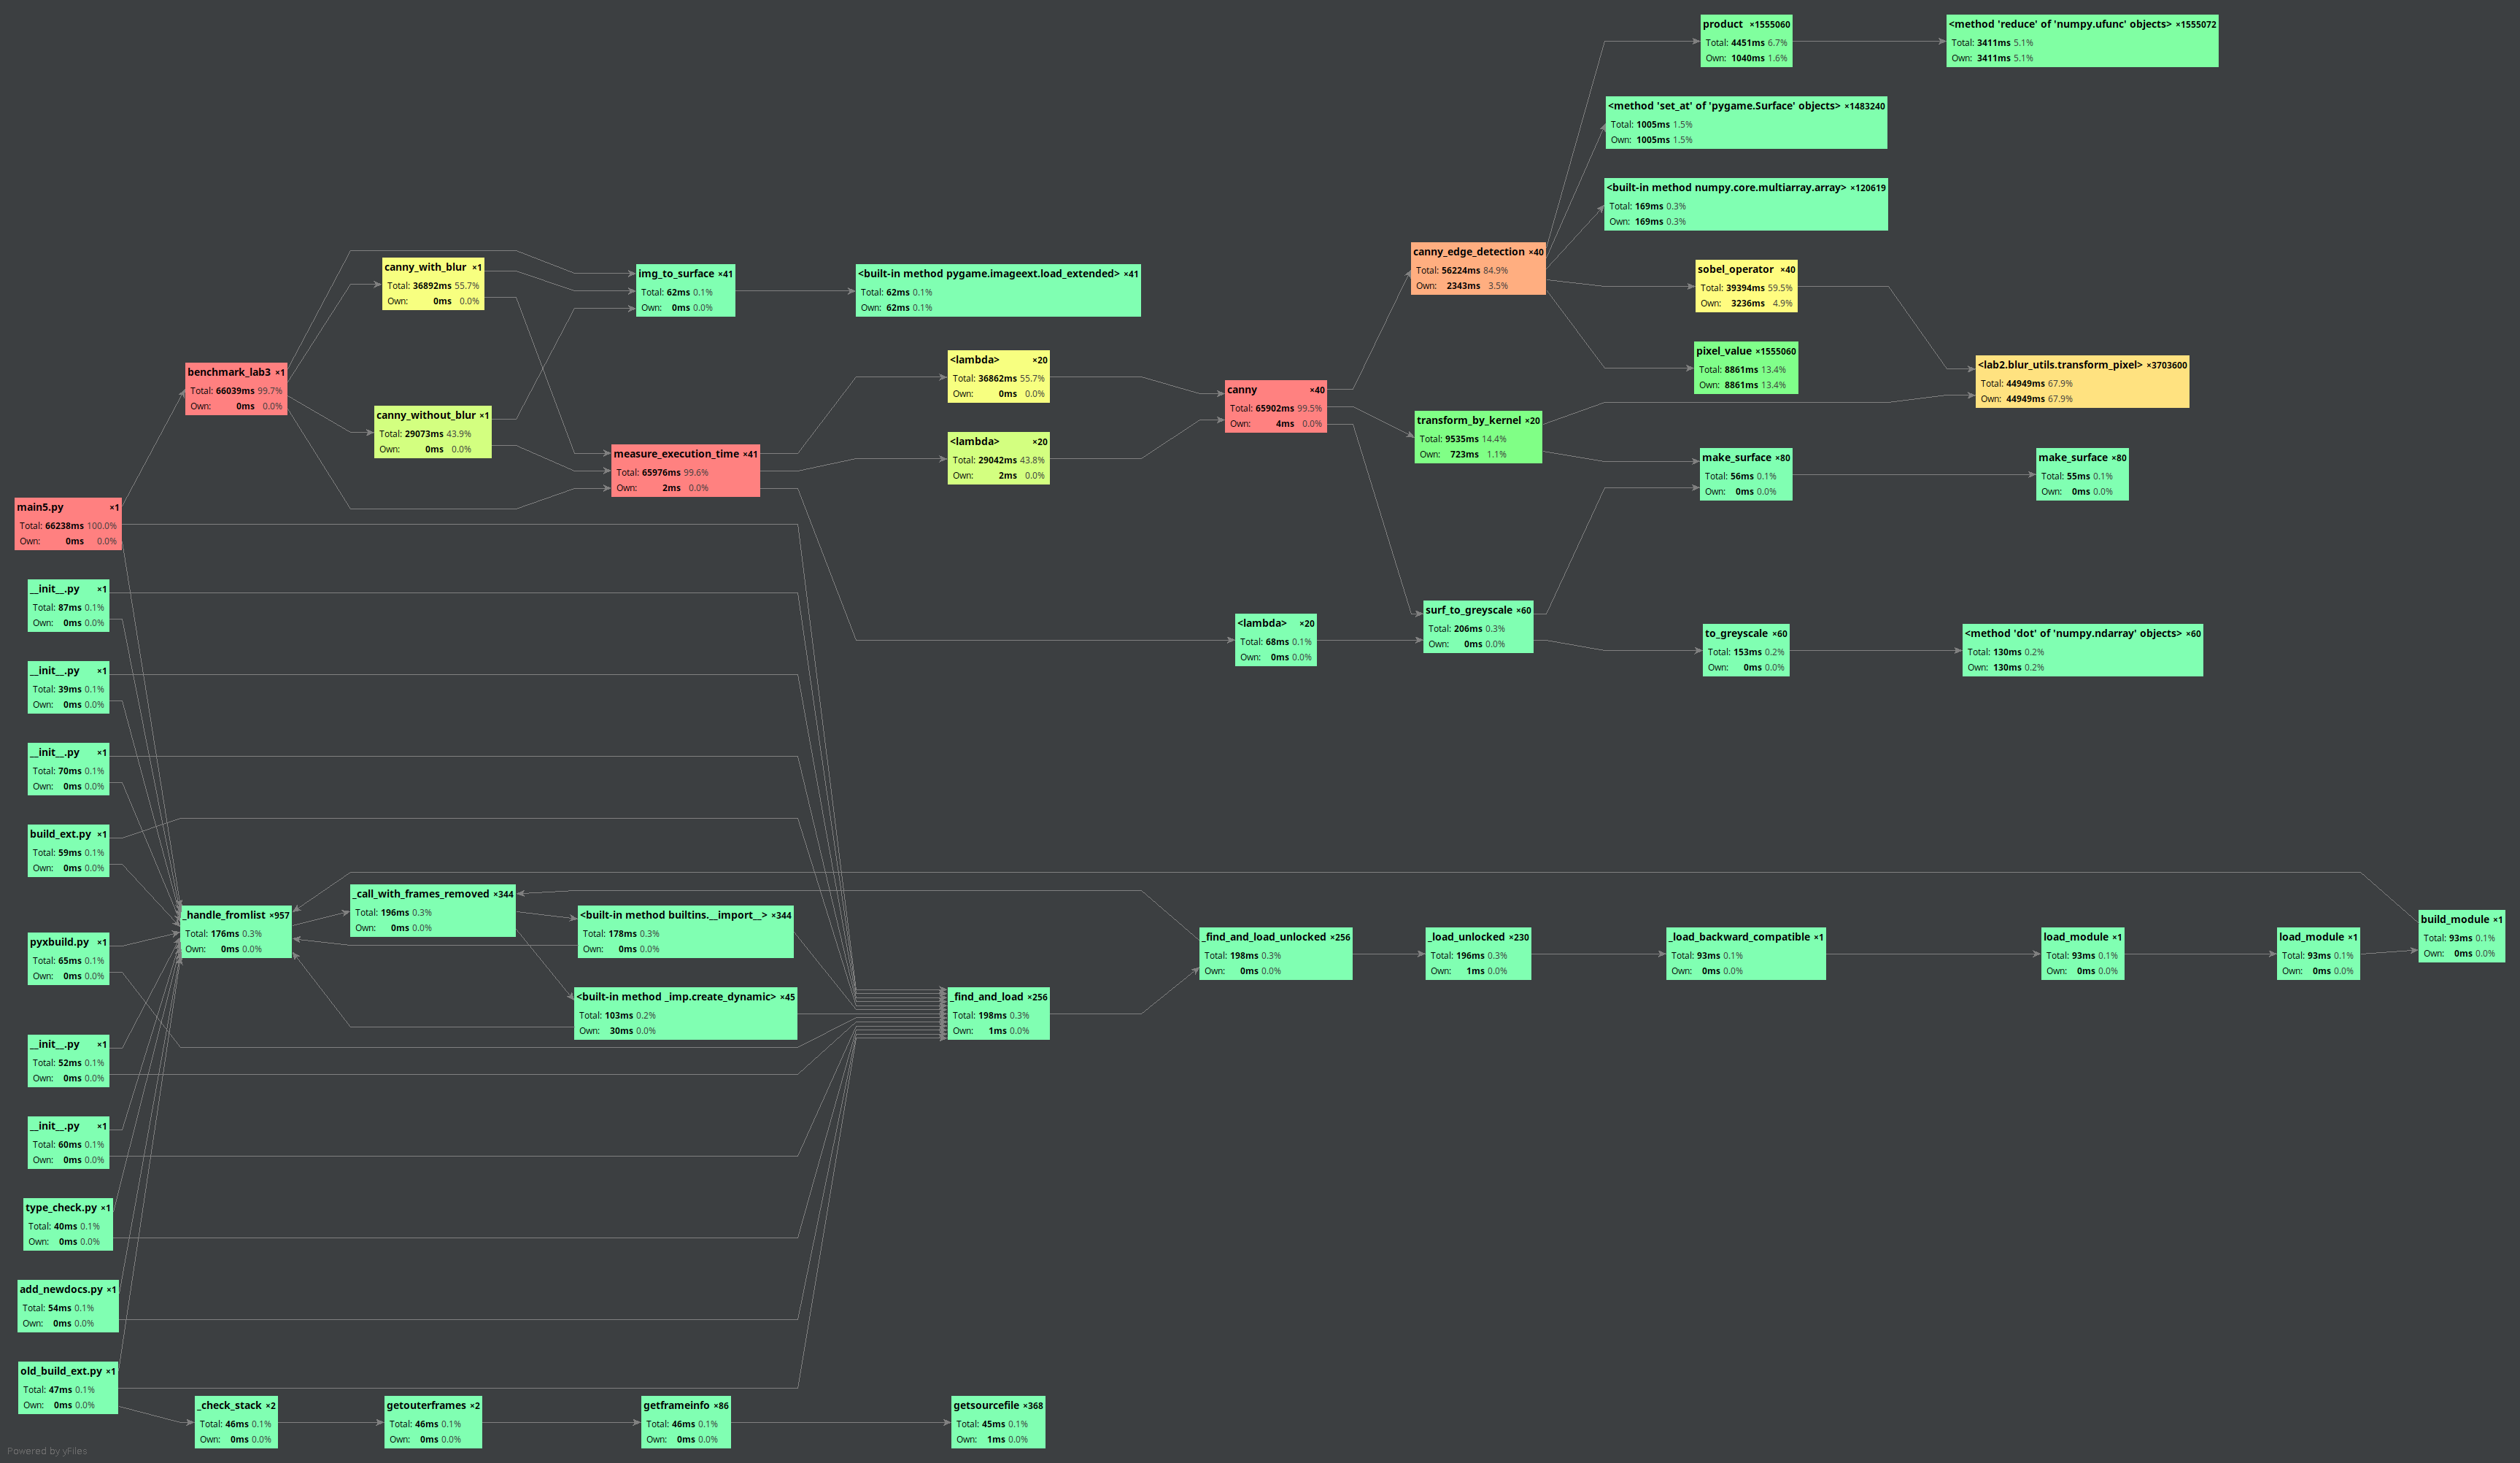 product ×1555060
Total: 4451ms 6.7%
Own: 1040ms 1.6%
<method 'reduce' of 'numpy.ufunc' objects> ×1555072
Total: 3411ms 5.1%
Own: 3411ms 5.1%
<method 'set_at' of 'pygame.Surface' objects> ×1483240
Total: 1005ms 1.5%
Own: 1005ms 1.5%
<built-in method numpy.core.multiarray.array> ×120619
Total: 169ms 0.3%
Own: 169ms 0.3%
canny_edge_detection ×40
Total: 56224ms 84.9%
Own: 2343ms 3.5%
canny_with_blur ×1
Total: 36892ms 55.7%
Own: 0ms 0.0%
img_to_surface ×41
Total: 62ms 0.1%
Own: 0ms 0.0%
<built-in method pygame.imageext.load_extended> ×41
Total: 62ms 0.1%
Own: 62ms 0.1%
sobel_operator ×40
Total: 39394ms 59.5%
Own: 3236ms 4.9%
pixel_value ×1555060
Total: 8861ms 13.4%
Own: 8861ms 13.4%
<lab2.blur_utils.transform_pixel> ×3703600
Total: 44949ms 67.9%
Own: 44949ms 67.9%
benchmark_lab3 ×1
Total: 66039ms 99.7%
Own: 0ms 0.0%
<lambda> ×20
Total: 36862ms 55.7%
Own: 0ms 0.0%
canny ×40
Total: 65902ms 99.5%
Own: 4ms 0.0%
canny_without_blur ×1
Total: 29073ms 43.9%
Own: 0ms 0.0%
transform_by_kernel ×20
Total: 9535ms 14.4%
Own: 723ms 1.1%
<lambda> ×20
Total: 29042ms 43.8%
Own: 2ms 0.0%
measure_execution_time ×41
Total: 65976ms 99.6%
Own: 2ms 0.0%
make_surface ×80
Total: 56ms 0.1%
Own: 0ms 0.0%
make_surface ×80
Total: 55ms 0.1%
Own: 0ms 0.0%
main5.py ×1
Total: 66238ms 100.0%
Own: 0ms 0.0%
__init__.py ×1
Total: 87ms 0.1%
Own: 0ms 0.0%
<lambda> ×20
Total: 68ms 0.1%
Own: 0ms 0.0%
surf_to_greyscale ×60
Total: 206ms 0.3%
Own: 0ms 0.0%
to_greyscale ×60
Total: 153ms 0.2%
Own: 0ms 0.0%
<method 'dot' of 'numpy.ndarray' objects> ×60
Total: 130ms 0.2%
Own: 130ms 0.2%
__init__.py ×1
Total: 39ms 0.1%
Own: 0ms 0.0%
__init__.py ×1
Total: 70ms 0.1%
Own: 0ms 0.0%
build_ext.py ×1
Total: 59ms 0.1%
Own: 0ms 0.0%
_handle_fromlist ×957
Total: 176ms 0.3%
Own: 0ms 0.0%
_call_with_frames_removed ×344
Total: 196ms 0.3%
Own: 0ms 0.0%
<built-in method builtins.__import__> ×344
Total: 178ms 0.3%
Own: 0ms 0.0%
_find_and_load_unlocked ×256
Total: 198ms 0.3%
Own: 0ms 0.0%
_load_unlocked ×230
Total: 196ms 0.3%
Own: 1ms 0.0%
_load_backward_compatible ×1
Total: 93ms 0.1%
Own: 0ms 0.0%
load_module ×1
Total: 93ms 0.1%
Own: 0ms 0.0%
load_module ×1
Total: 93ms 0.1%
Own: 0ms 0.0%
build_module ×1
Total: 93ms 0.1%
Own: 0ms 0.0%
pyxbuild.py ×1
Total: 65ms 0.1%
Own: 0ms 0.0%
<built-in method _imp.create_dynamic> ×45
Total: 103ms 0.2%
Own: 30ms 0.0%
_find_and_load ×256
Total: 198ms 0.3%
Own: 1ms 0.0%
__init__.py ×1
Total: 52ms 0.1%
Own: 0ms 0.0%
__init__.py ×1
Total: 60ms 0.1%
Own: 0ms 0.0%
type_check.py ×1
Total: 40ms 0.1%
Own: 0ms 0.0%
add_newdocs.py ×1
Total: 54ms 0.1%
Own: 0ms 0.0%
old_build_ext.py ×1
Total: 47ms 0.1%
Own: 0ms 0.0%
_check_stack ×2
Total: 46ms 0.1%
Own: 0ms 0.0%
getouterframes ×2
Total: 46ms 0.1%
Own: 0ms 0.0%
getframeinfo ×86
Total: 46ms 0.1%
Own: 0ms 0.0%
getsourcefile ×368
Total: 45ms 0.1%
Own: 1ms 0.0%
Powered by yFiles